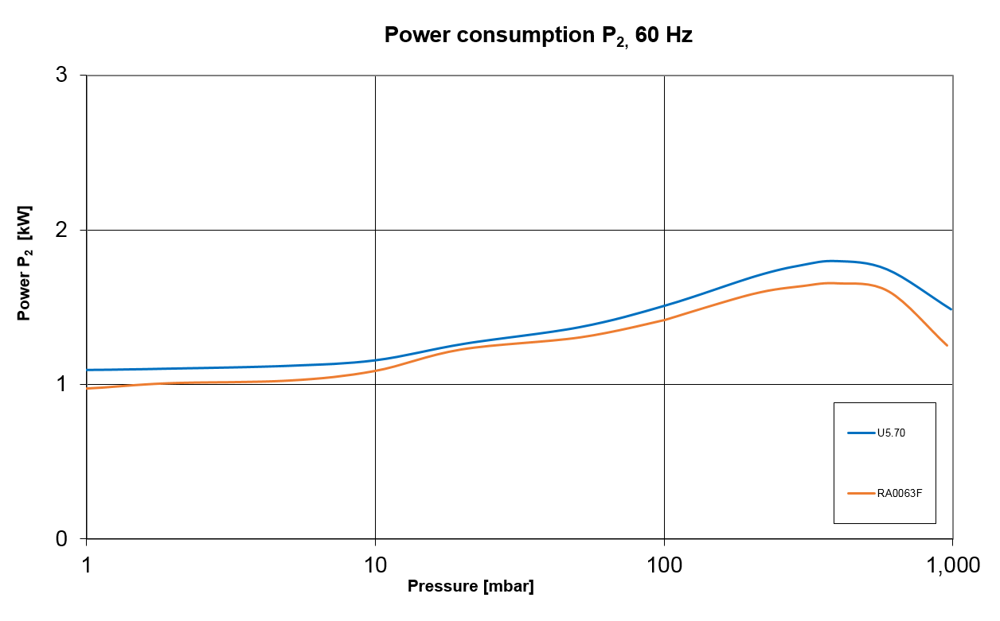 Power consumption P2, 60 Hz
3
2
1
0
Power P2 [kW]
1
10
100
1,000
Pressure [mbar]
U5.70
RA0063F